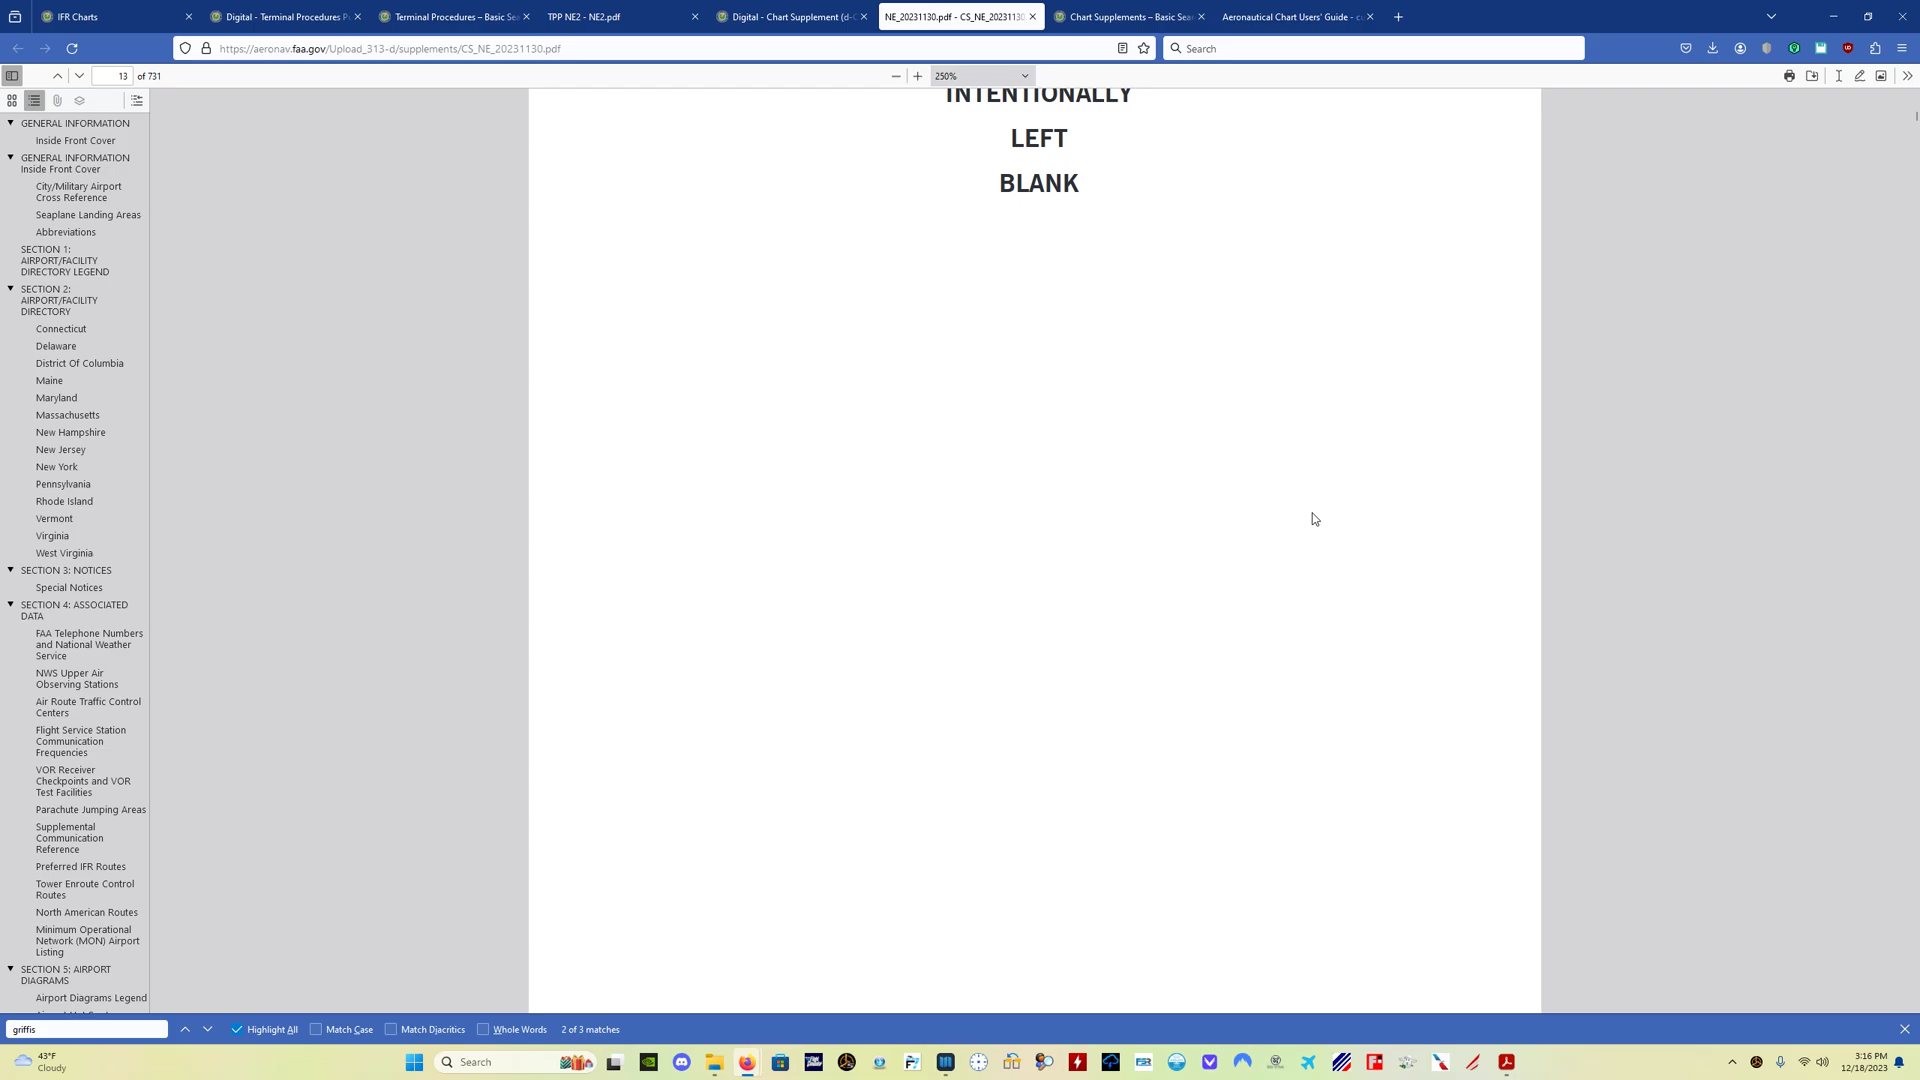 IFR Charts
Digital - Terminal Procedures P
Terminal Procedures – Basic Sea
TPP NE2 - NE2.pdf
Digital - Chart Supplement (d-C
NE_20231130.pdf - CS_NE_20231130
Chart Supplements – Basic Sea
Aeronautical Chart Users' Guide - c
https://aeronav.faa.gov/Upload_313-d/supplements/CS_NE_20231130.pdf
Search
13 of 731
250%
GENERAL INFORMATION
Inside Front Cover
GENERAL INFORMATION
Inside Front Cover
City/Military Airport
Cross Reference
Seaplane Landing Areas
Abbreviations
SECTION 1:
AIRPORT/FACILITY
DIRECTORY LEGEND
SECTION 2:
AIRPORT/FACILITY
DIRECTORY
Connecticut
Delaware
District Of Columbia
Maine
Maryland
Massachusetts
New Hampshire
New Jersey
New York
Pennsylvania
Rhode Island
Vermont
Virginia
West Virginia
SECTION 3: NOTICES
Special Notices
SECTION 4: ASSOCIATED
DATA
FAA Telephone Numbers
and National Weather
Service
NWS Upper Air
Observing Stations
Air Route Traffic Control
Centers
Flight Service Station
Communication
Frequencies
VOR Receiver
Checkpoints and VOR
Test Facilities
Parachute Jumping Areas
Supplemental
Communication
Reference
Preferred IFR Routes
Tower Enroute Control
Routes
North American Routes
Minimum Operational
Network (MON) Airport
Listing
SECTION 5: AIRPORT
DIAGRAMS
Airport Diagrams Legend
INTENTIONALLY
LEFT
BLANK
griffis
Highlight All
Match Case
Match Diacritics
Whole Words
2 of 3 matches
43°F
Cloudy
Search
3:16 PM
12/18/2023